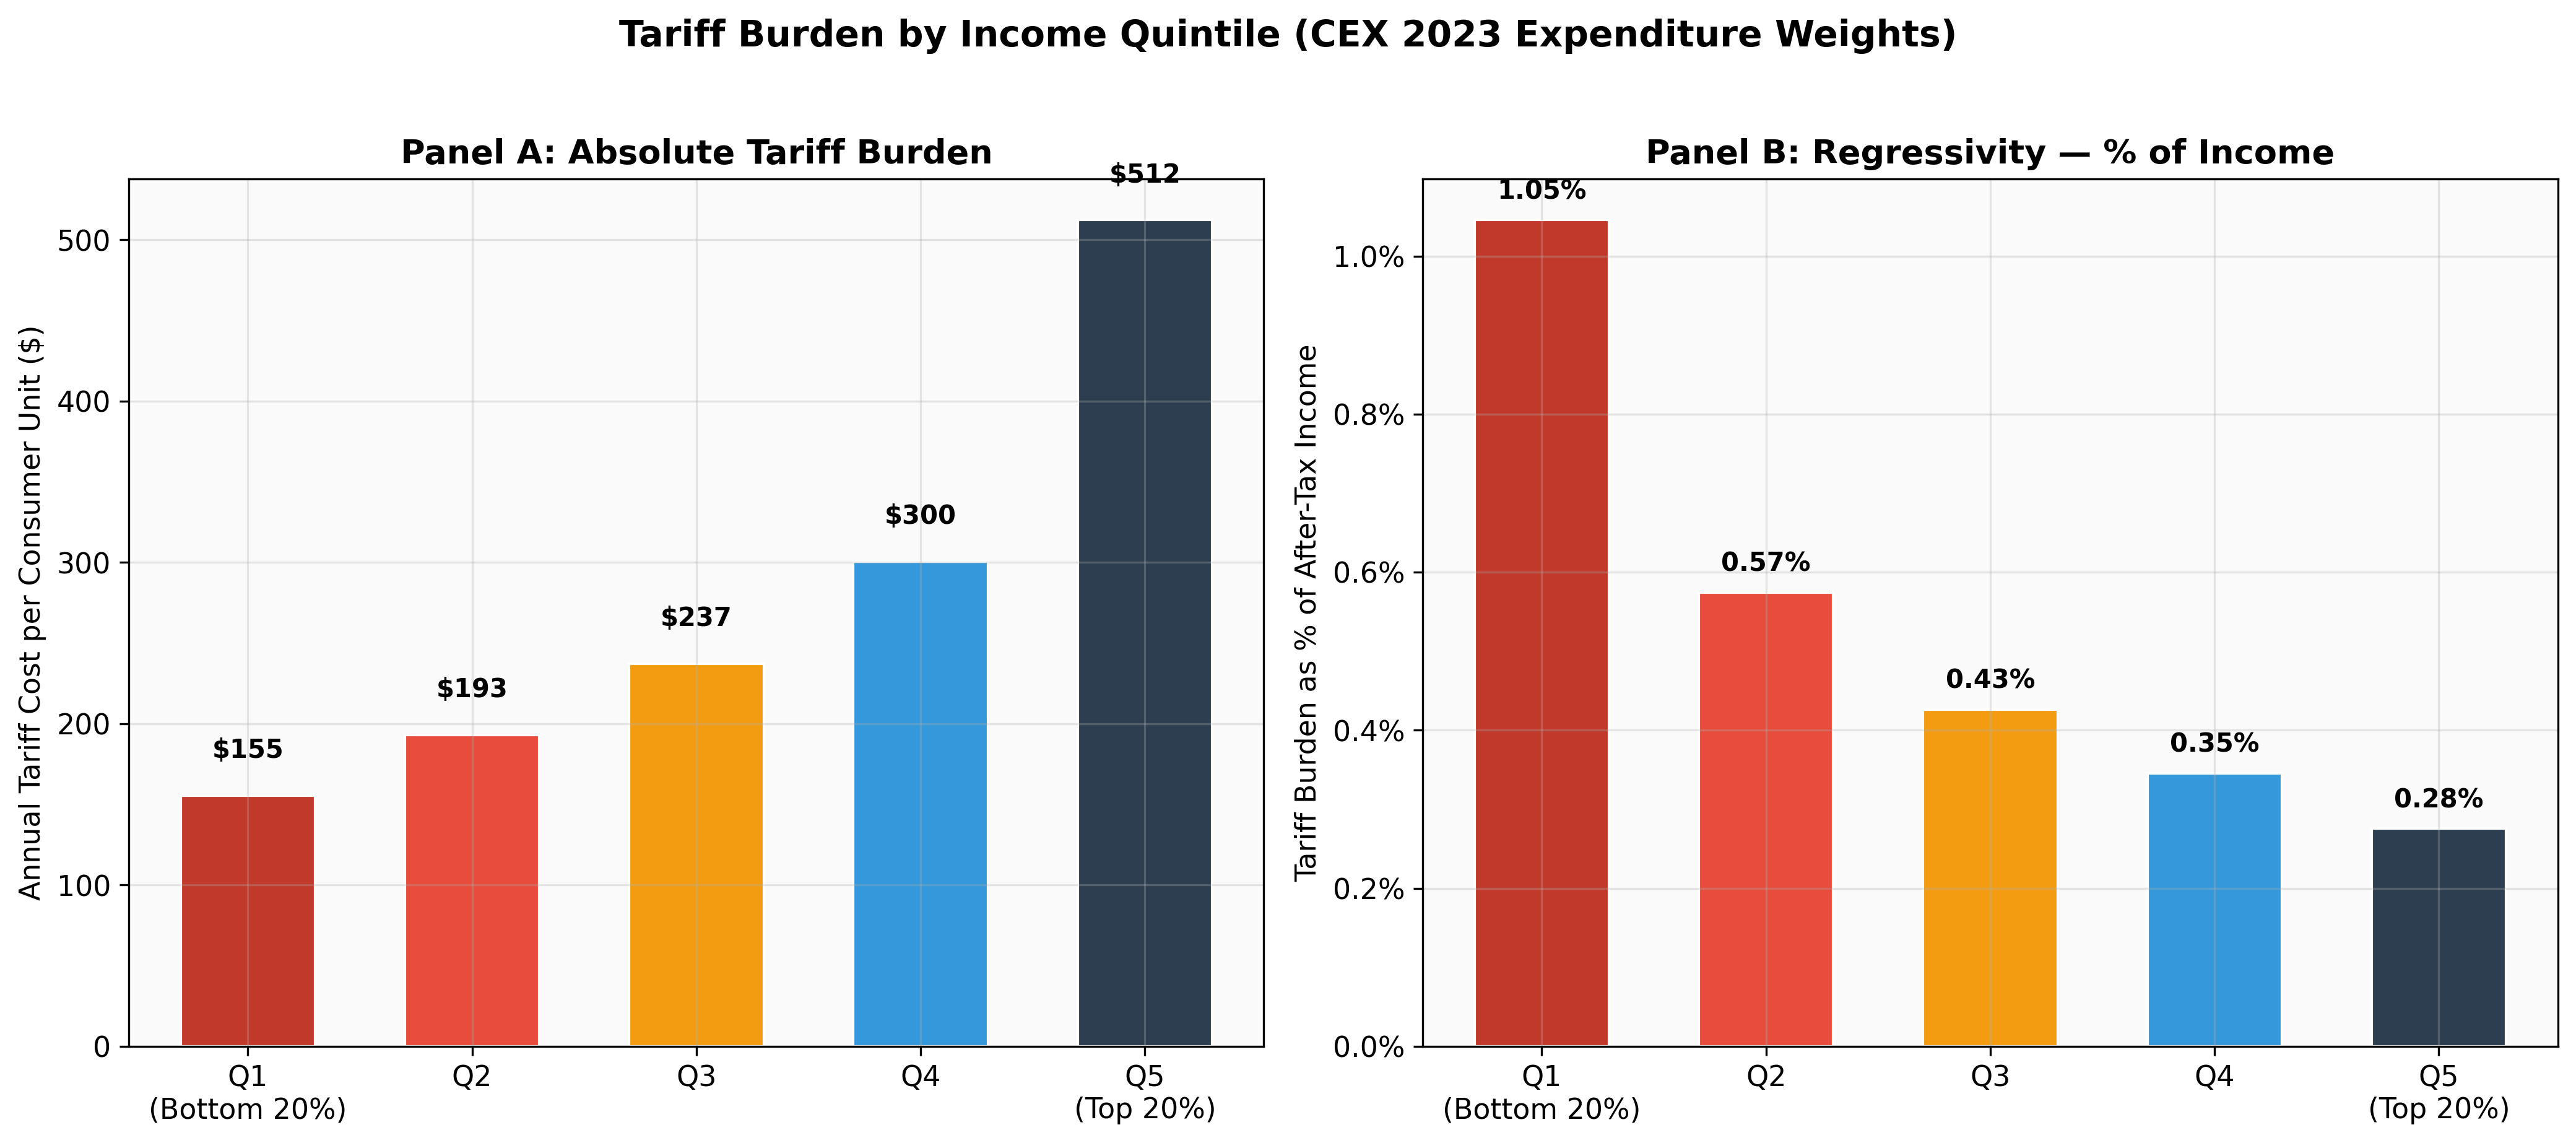 Tariff Burden by Income Quintile (CEX 2023 Expenditure Weights)
Panel A: Absolute Tariff Burden
Annual Tariff Cost per Consumer Unit ($)
500
400
300
200
100
0
$155
$193
$237
$300
$512
Q1
(Bottom 20%)
Q2
Q3
Q4
Q5
(Top 20%)
Panel B: Regressivity — % of Income
Tariff Burden as % of After-Tax Income
1.0%
0.8%
0.6%
0.4%
0.2%
0.0%
1.05%
0.57%
0.43%
0.35%
0.28%
Q1
(Bottom 20%)
Q2
Q3
Q4
Q5
(Top 20%)